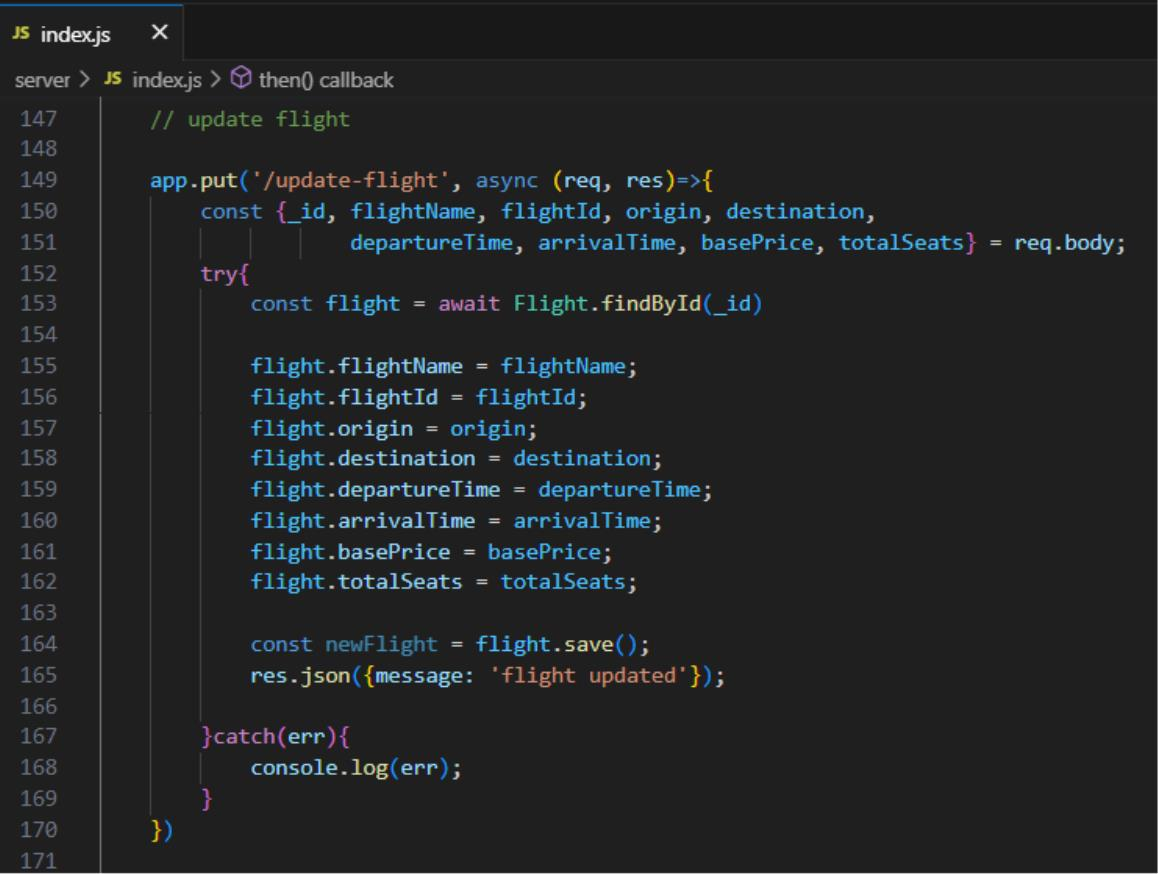 JS index.js ×
server > JS index.js > then() callback
147 // update flight
148
149 app.put('/update-flight', async (req, res)=>{
150 const {_id, flightName, flightId, origin, destination,
151 departureTime, arrivalTime, basePrice, totalSeats} = req.body;
152 try{
153 const flight = await Flight.findById(_id)
154
155 flight.flightName = flightName;
156 flight.flightId = flightId;
157 flight.origin = origin;
158 flight.destination = destination;
159 flight.departureTime = departureTime;
160 flight.arrivalTime = arrivalTime;
161 flight.basePrice = basePrice;
162 flight.totalSeats = totalSeats;
163
164 const newFlight = flight.save();
165 res.json({message: 'flight updated'});
166
167 }catch(err){
168 console.log(err);
169 }
170 })
171